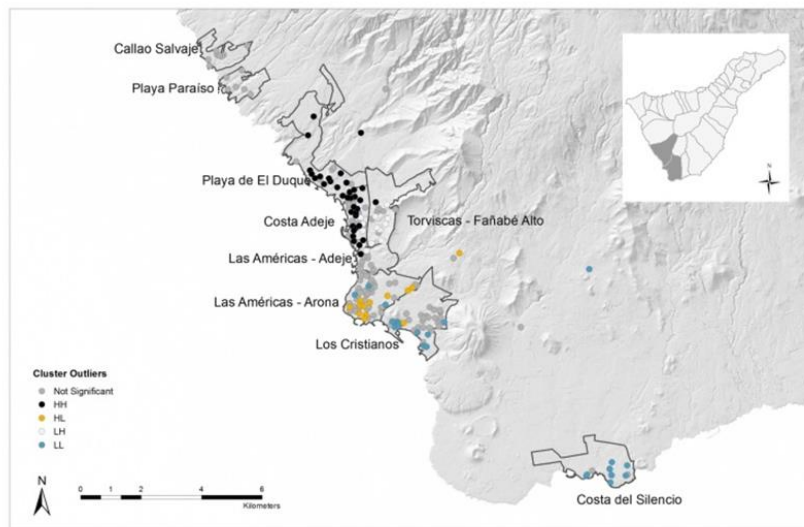 Callao Salvaje
Playa Paraíso
Playa de El Duque
Costa Adeje
Torviscas - Fañabé Alto
Las Américas - Adeje
Las Américas - Arona
Los Cristianos
Costa del Silencio
Cluster Outliers
Not Significant
HH
HL
LH
LL
N
0 1 2 4 6
Kilometers
N